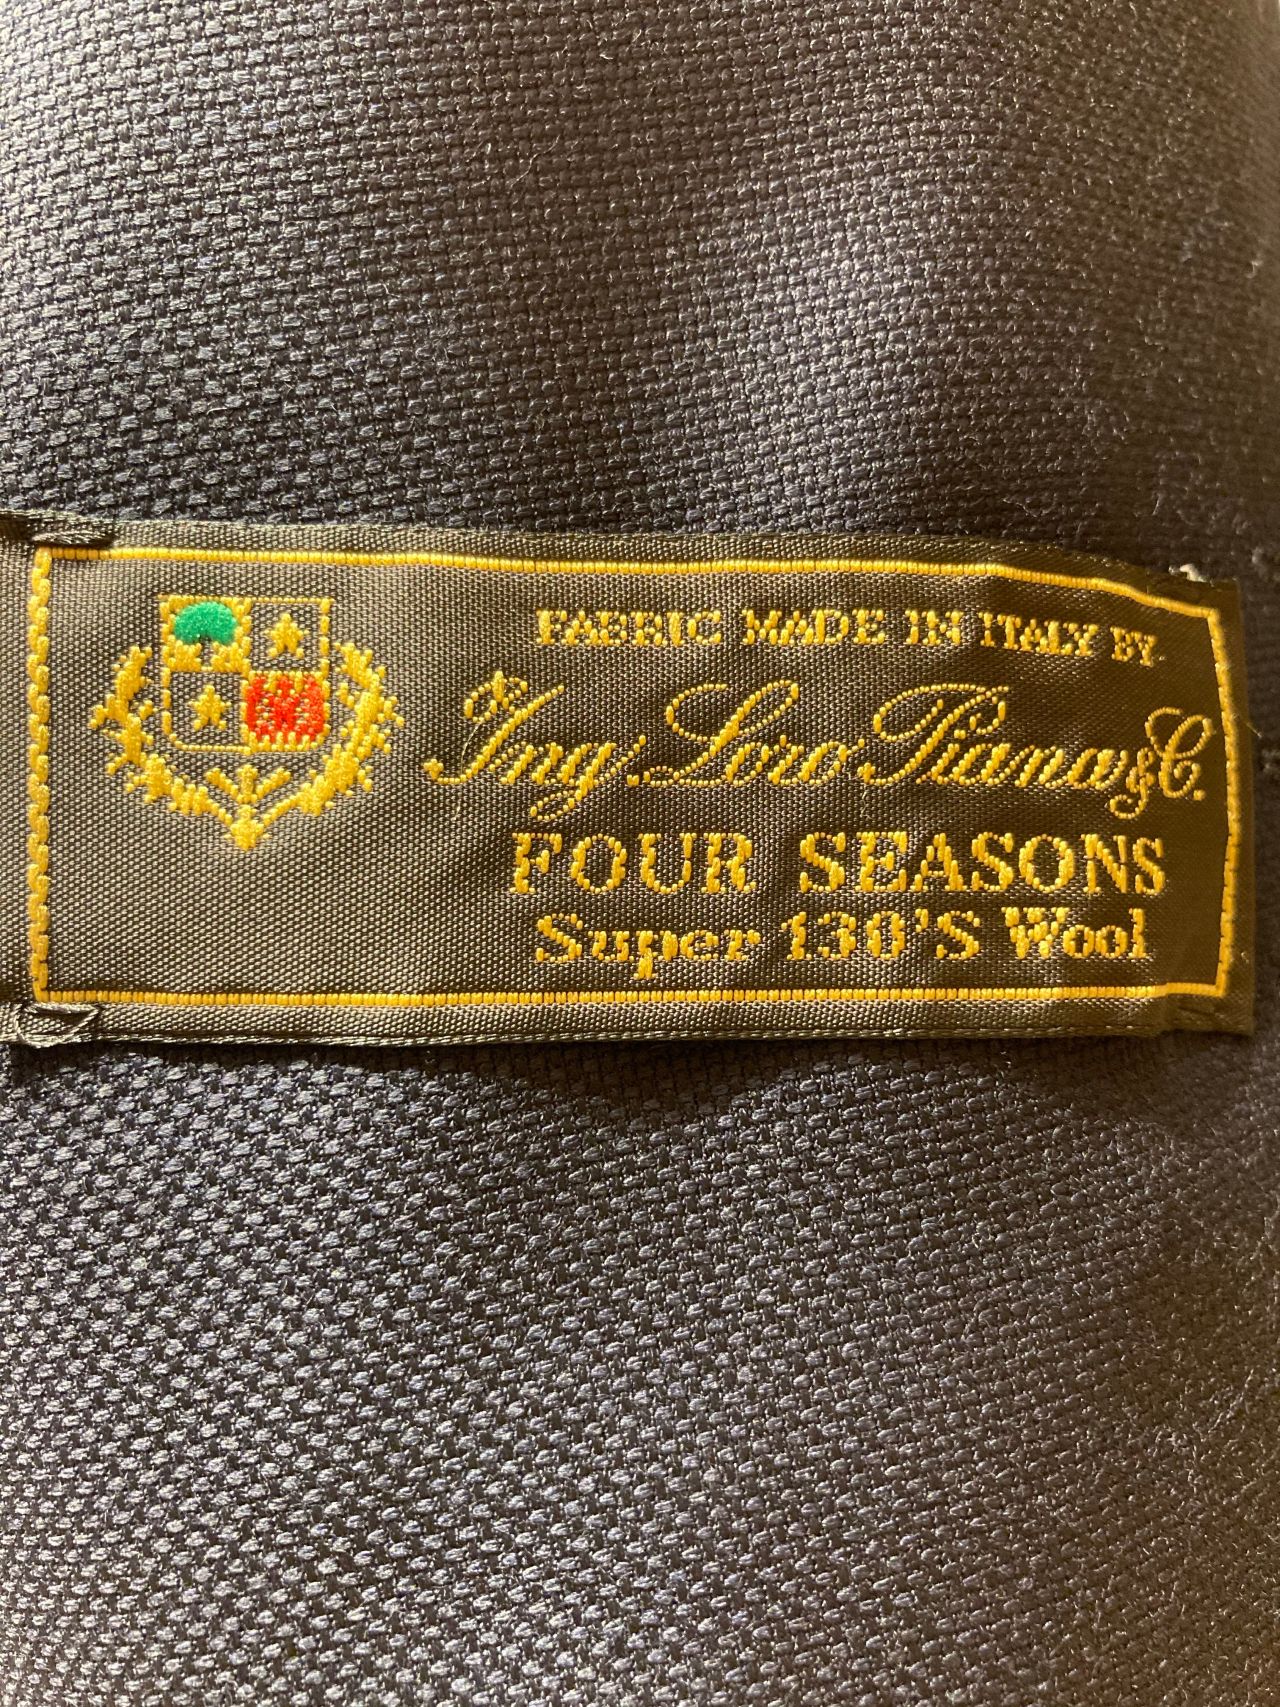 FABRIC MADE IN ITALY BY
Ing. Loro Piana & C.
FOUR SEASONS
Super 130'S Wool